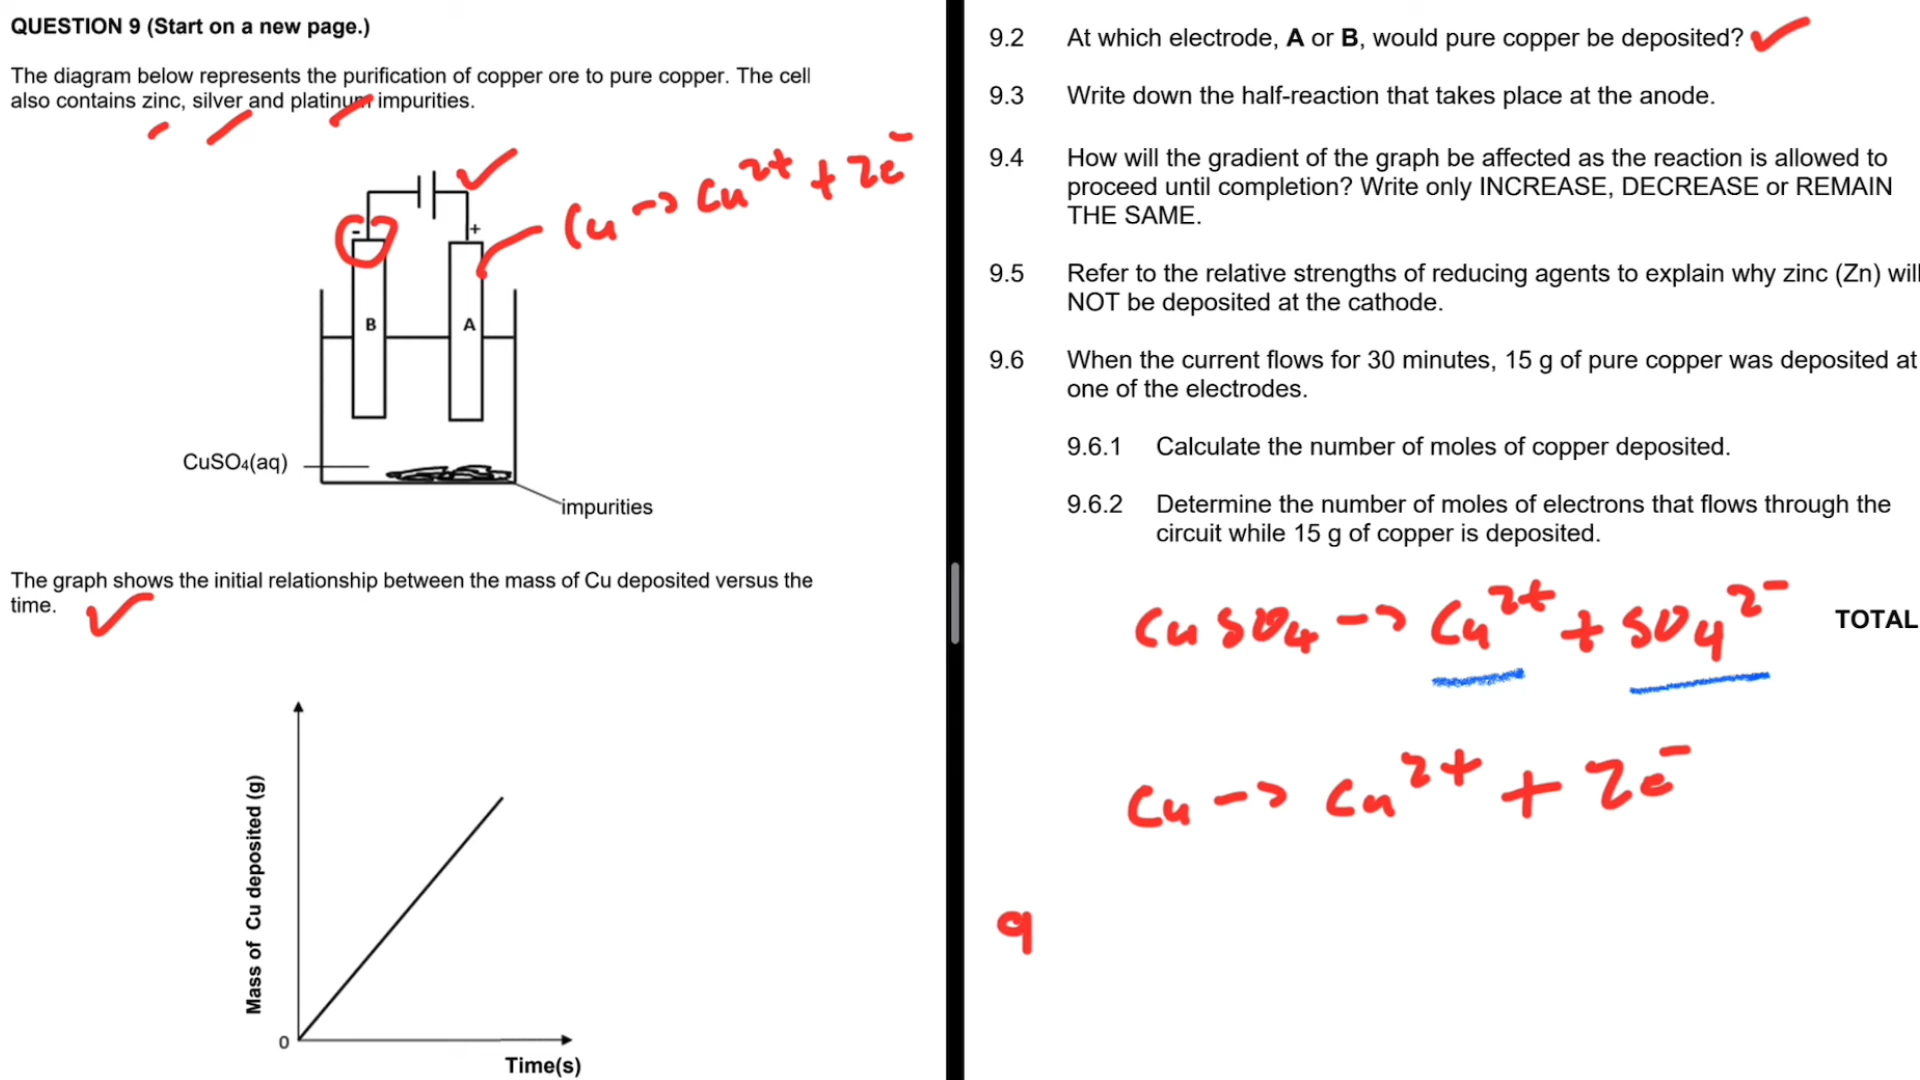 QUESTION 9 (Start on a new page.)
The diagram below represents the purification of copper ore to pure copper. The cell
also contains zinc, silver and platinum impurities.
Cu → Cu²⁺ + 2e⁻
-
+
B
A
CuSO₄(aq)
impurities
The graph shows the initial relationship between the mass of Cu deposited versus the
time.
Mass of Cu deposited (g)
0
Time(s)
9.2 At which electrode, A or B, would pure copper be deposited?
9.3 Write down the half-reaction that takes place at the anode.
9.4 How will the gradient of the graph be affected as the reaction is allowed to
proceed until completion? Write only INCREASE, DECREASE or REMAIN
THE SAME.
9.5 Refer to the relative strengths of reducing agents to explain why zinc (Zn) will
NOT be deposited at the cathode.
9.6 When the current flows for 30 minutes, 15 g of pure copper was deposited at
one of the electrodes.
9.6.1 Calculate the number of moles of copper deposited.
9.6.2 Determine the number of moles of electrons that flows through the
circuit while 15 g of copper is deposited.
CuSO₄ → Cu²⁺ + SO₄²⁻
TOTAL
Cu → Cu²⁺ + 2e⁻
9